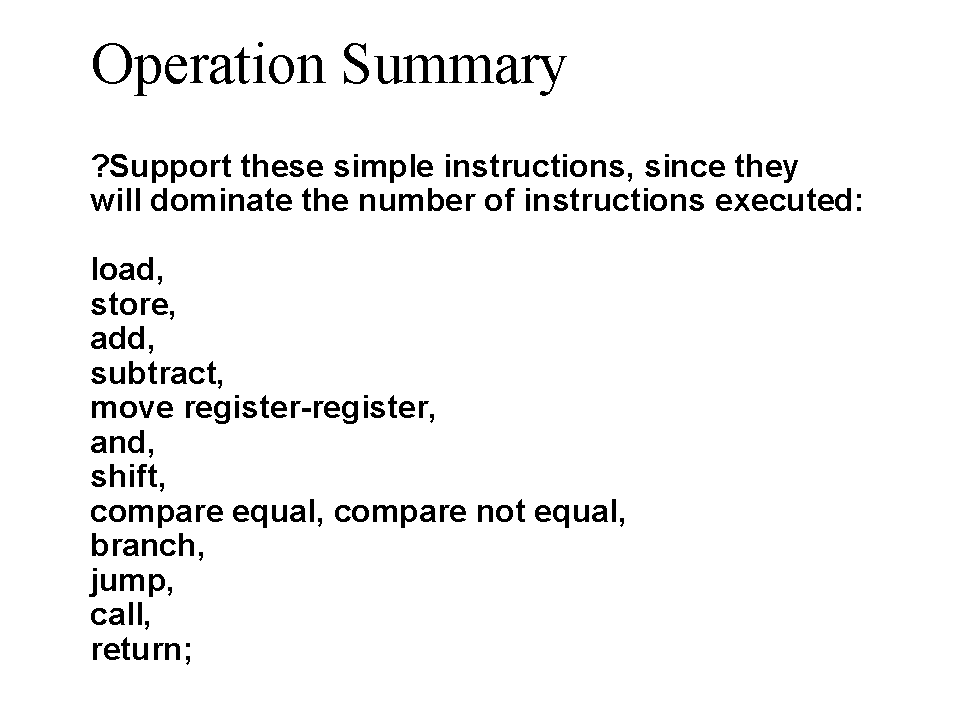 Operation Summary
?Support these simple instructions, since they
will dominate the number of instructions executed:
load,
store,
add,
subtract,
move register-register,
and,
shift,
compare equal, compare not equal,
branch,
jump,
call,
return;